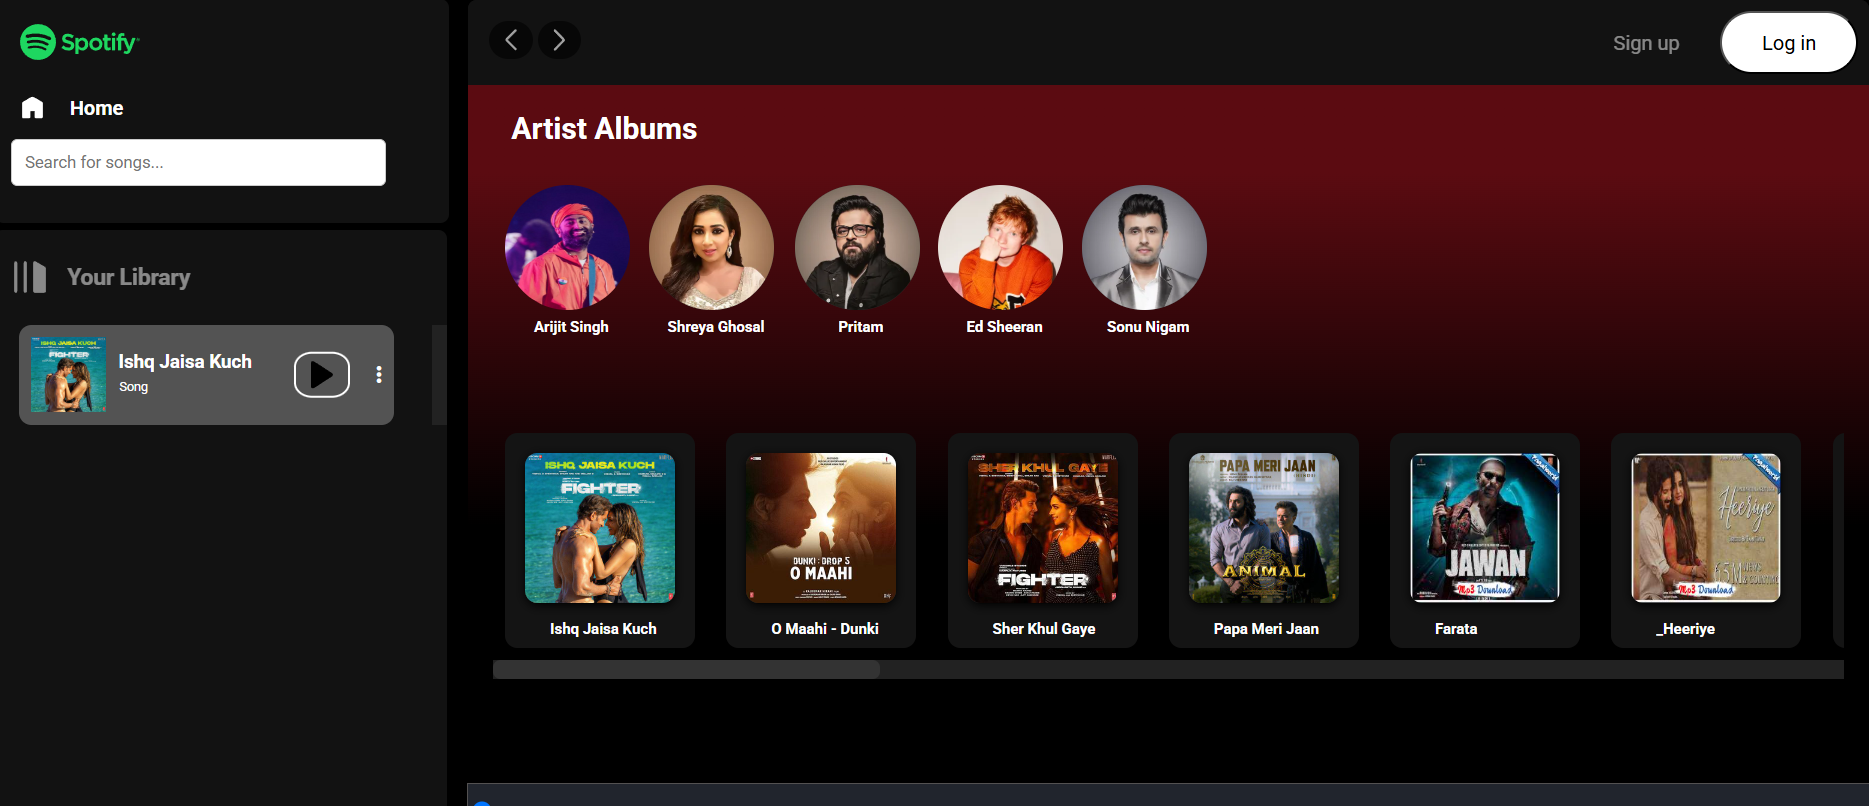 Spotify
Home
Search for songs...
Your Library
ISHQ JAISA KUCH
FIGHTER
Ishq Jaisa Kuch
Song
Sign up
Log in
Artist Albums
Arijit Singh
Shreya Ghosal
Pritam
Ed Sheeran
Sonu Nigam
ISHQ JAISA KUCH
FIGHTER
DUNKI: DROP 5
O MAAHI
SHER KHUL GAYE
FIGHTER
PAPA MERI JAAN
ANIMAL
JAWAN
Mp3 Download
Heeriye
Mp3 Download
Ishq Jaisa Kuch
O Maahi - Dunki
Sher Khul Gaye
Papa Meri Jaan
Farata
_Heeriye